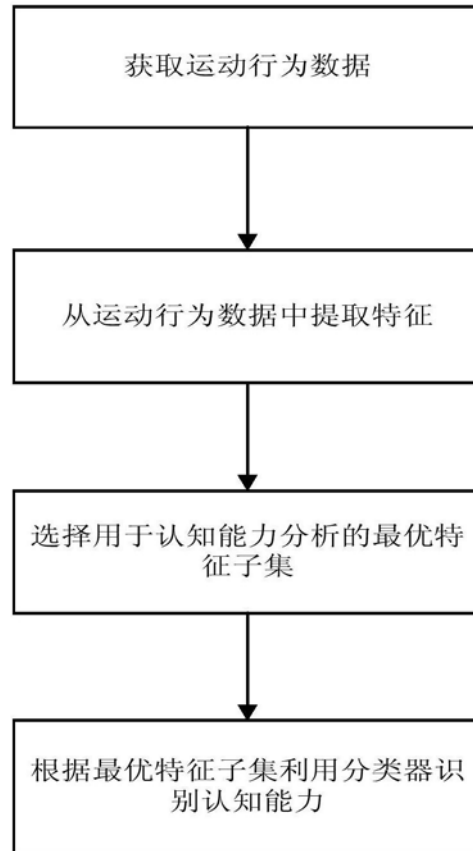 获取运动行为数据
从运动行为数据中提取特征
选择用于认知能力分析的最优特
征子集
根据最优特征子集利用分类器识
别认知能力